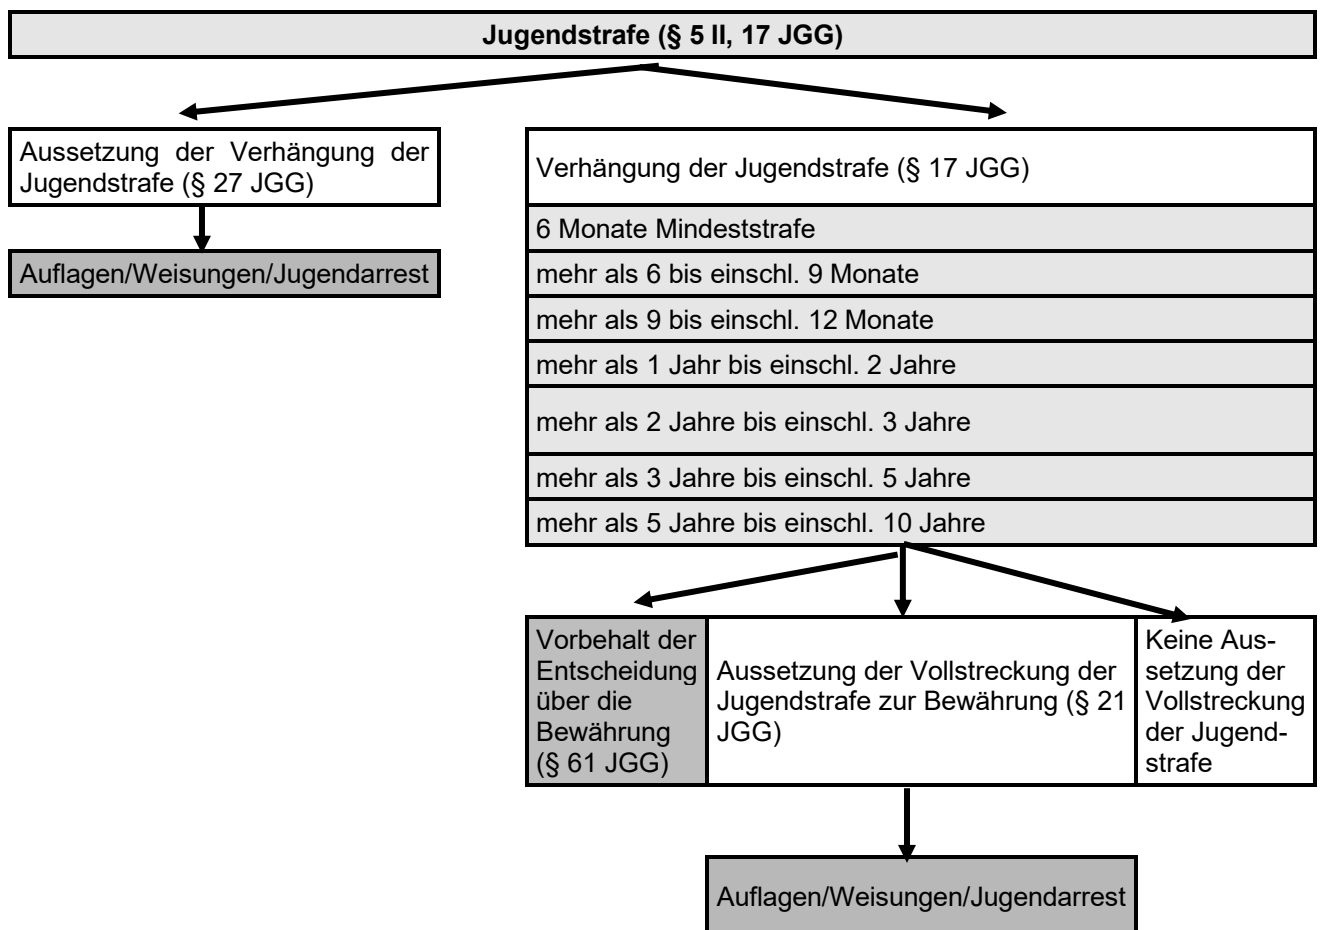 Jugendstrafe (§ 5 II, 17 JGG)
Aussetzung der Verhängung der
Jugendstrafe (§ 27 JGG)
Auflagen/Weisungen/Jugendarrest
Verhängung der Jugendstrafe (§ 17 JGG)
6 Monate Mindeststrafe
mehr als 6 bis einschl. 9 Monate
mehr als 9 bis einschl. 12 Monate
mehr als 1 Jahr bis einschl. 2 Jahre
mehr als 2 Jahre bis einschl. 3 Jahre
mehr als 3 Jahre bis einschl. 5 Jahre
mehr als 5 Jahre bis einschl. 10 Jahre
Vorbehalt der
Entscheidung
über die
Bewährung
(§ 61 JGG)
Aussetzung der Vollstreckung der
Jugendstrafe zur Bewährung (§ 21
JGG)
Keine Aus-
setzung der
Vollstreckung
der Jugend-
strafe
Auflagen/Weisungen/Jugendarrest